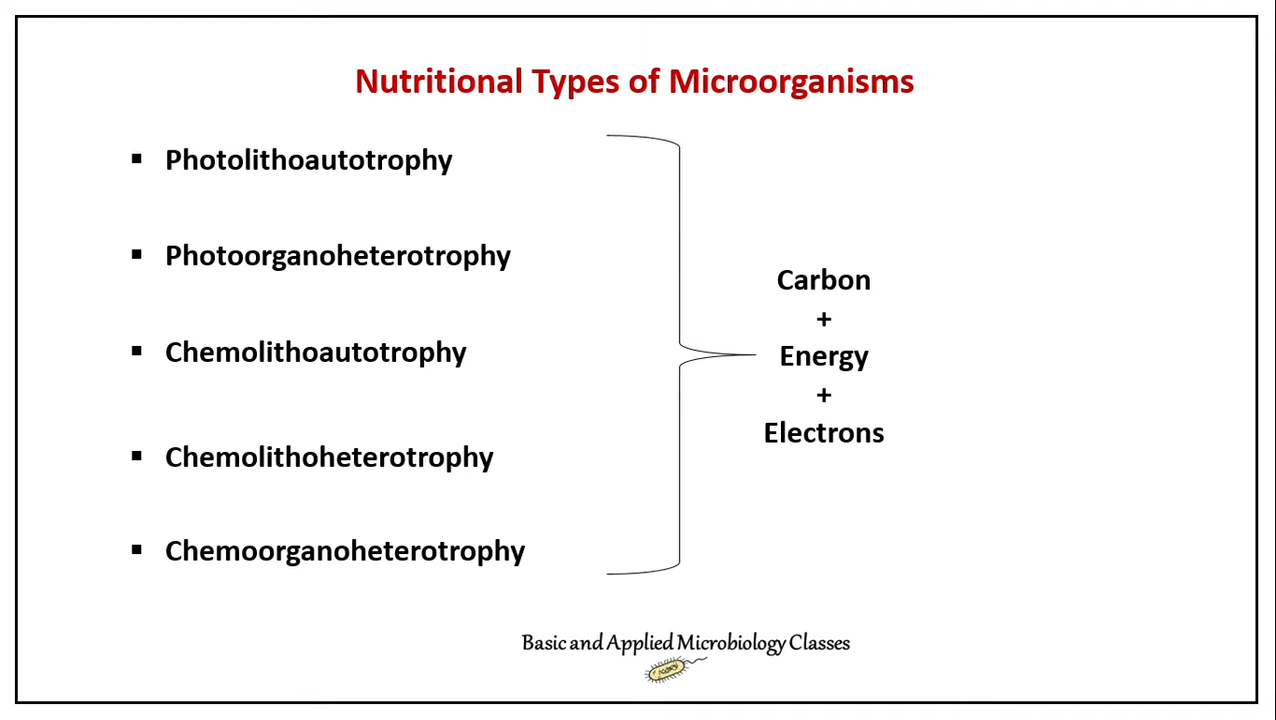 Nutritional Types of Microorganisms
▪ Photolithoautotrophy
▪ Photoorganoheterotrophy
▪ Chemolithoautotrophy
▪ Chemolithoheterotrophy
▪ Chemoorganoheterotrophy
Carbon
+
Energy
+
Electrons
Basic and Applied Microbiology Classes